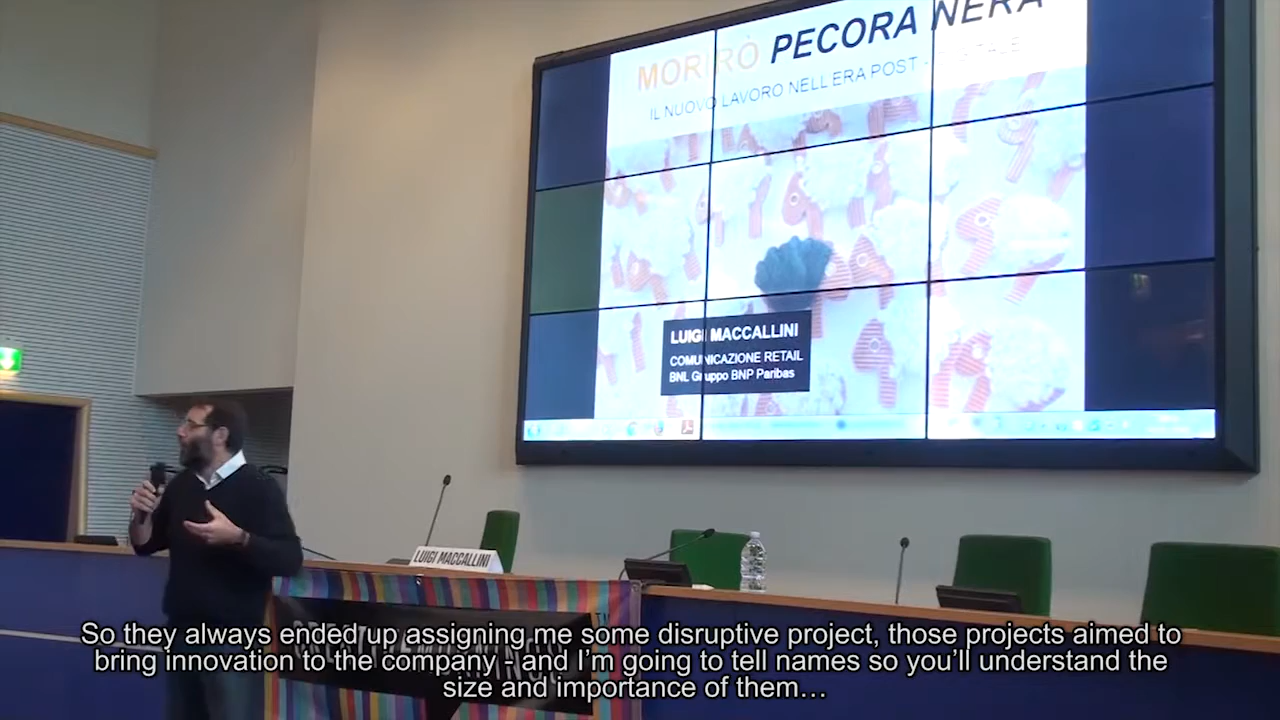 MORIRÒ PECORA NERA
IL NUOVO LAVORO NELL'ERA POST - DIGITALE
LUIGI MACCALLINI
COMUNICAZIONE RETAIL
BNL Gruppo BNP Paribas
LUIGI MACCALLINI
So they always ended up assigning me some disruptive project, those projects aimed to
bring innovation to the company - and I'm going to tell names so you'll understand the
size and importance of them…